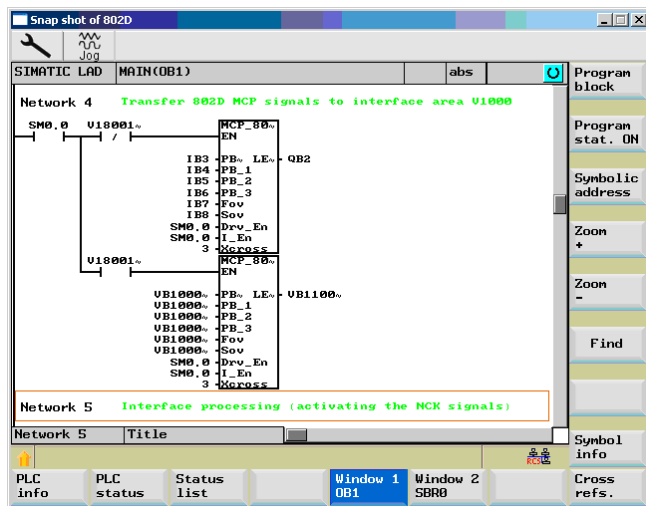 Snap shot of 802D
Jog
SIMATIC LAD MAIN(OB1) abs
Network 4 Transfer 802D MCP signals to interface area V1000
SM0.0 V18001~ MCP_80~
/ EN
IB3 PB~ LE~ QB2
IB4 PB_1
IB5 PB_2
IB6 PB_3
IB7 Fov
IB8 Sov
SM0.0 Drv_En
SM0.0 I_En
3 Xcross
V18001~ MCP_80~
EN
VB1000~ PB~ LE~ VB1100~
VB1000~ PB_1
VB1000~ PB_2
VB1000~ PB_3
VB1000~ Fov
VB1000~ Sov
SM0.0 Drv_En
SM0.0 I_En
3 Xcross
Network 5 Interface processing (activating the NCK signals)
Network 5 Title
RCS
Program
block
Program
stat. ON
Symbolic
address
Zoom
+
Zoom
-
Find
Symbol
info
PLC
info
PLC
status
Status
list
Window 1
OB1
Window 2
SBR0
Cross
refs.